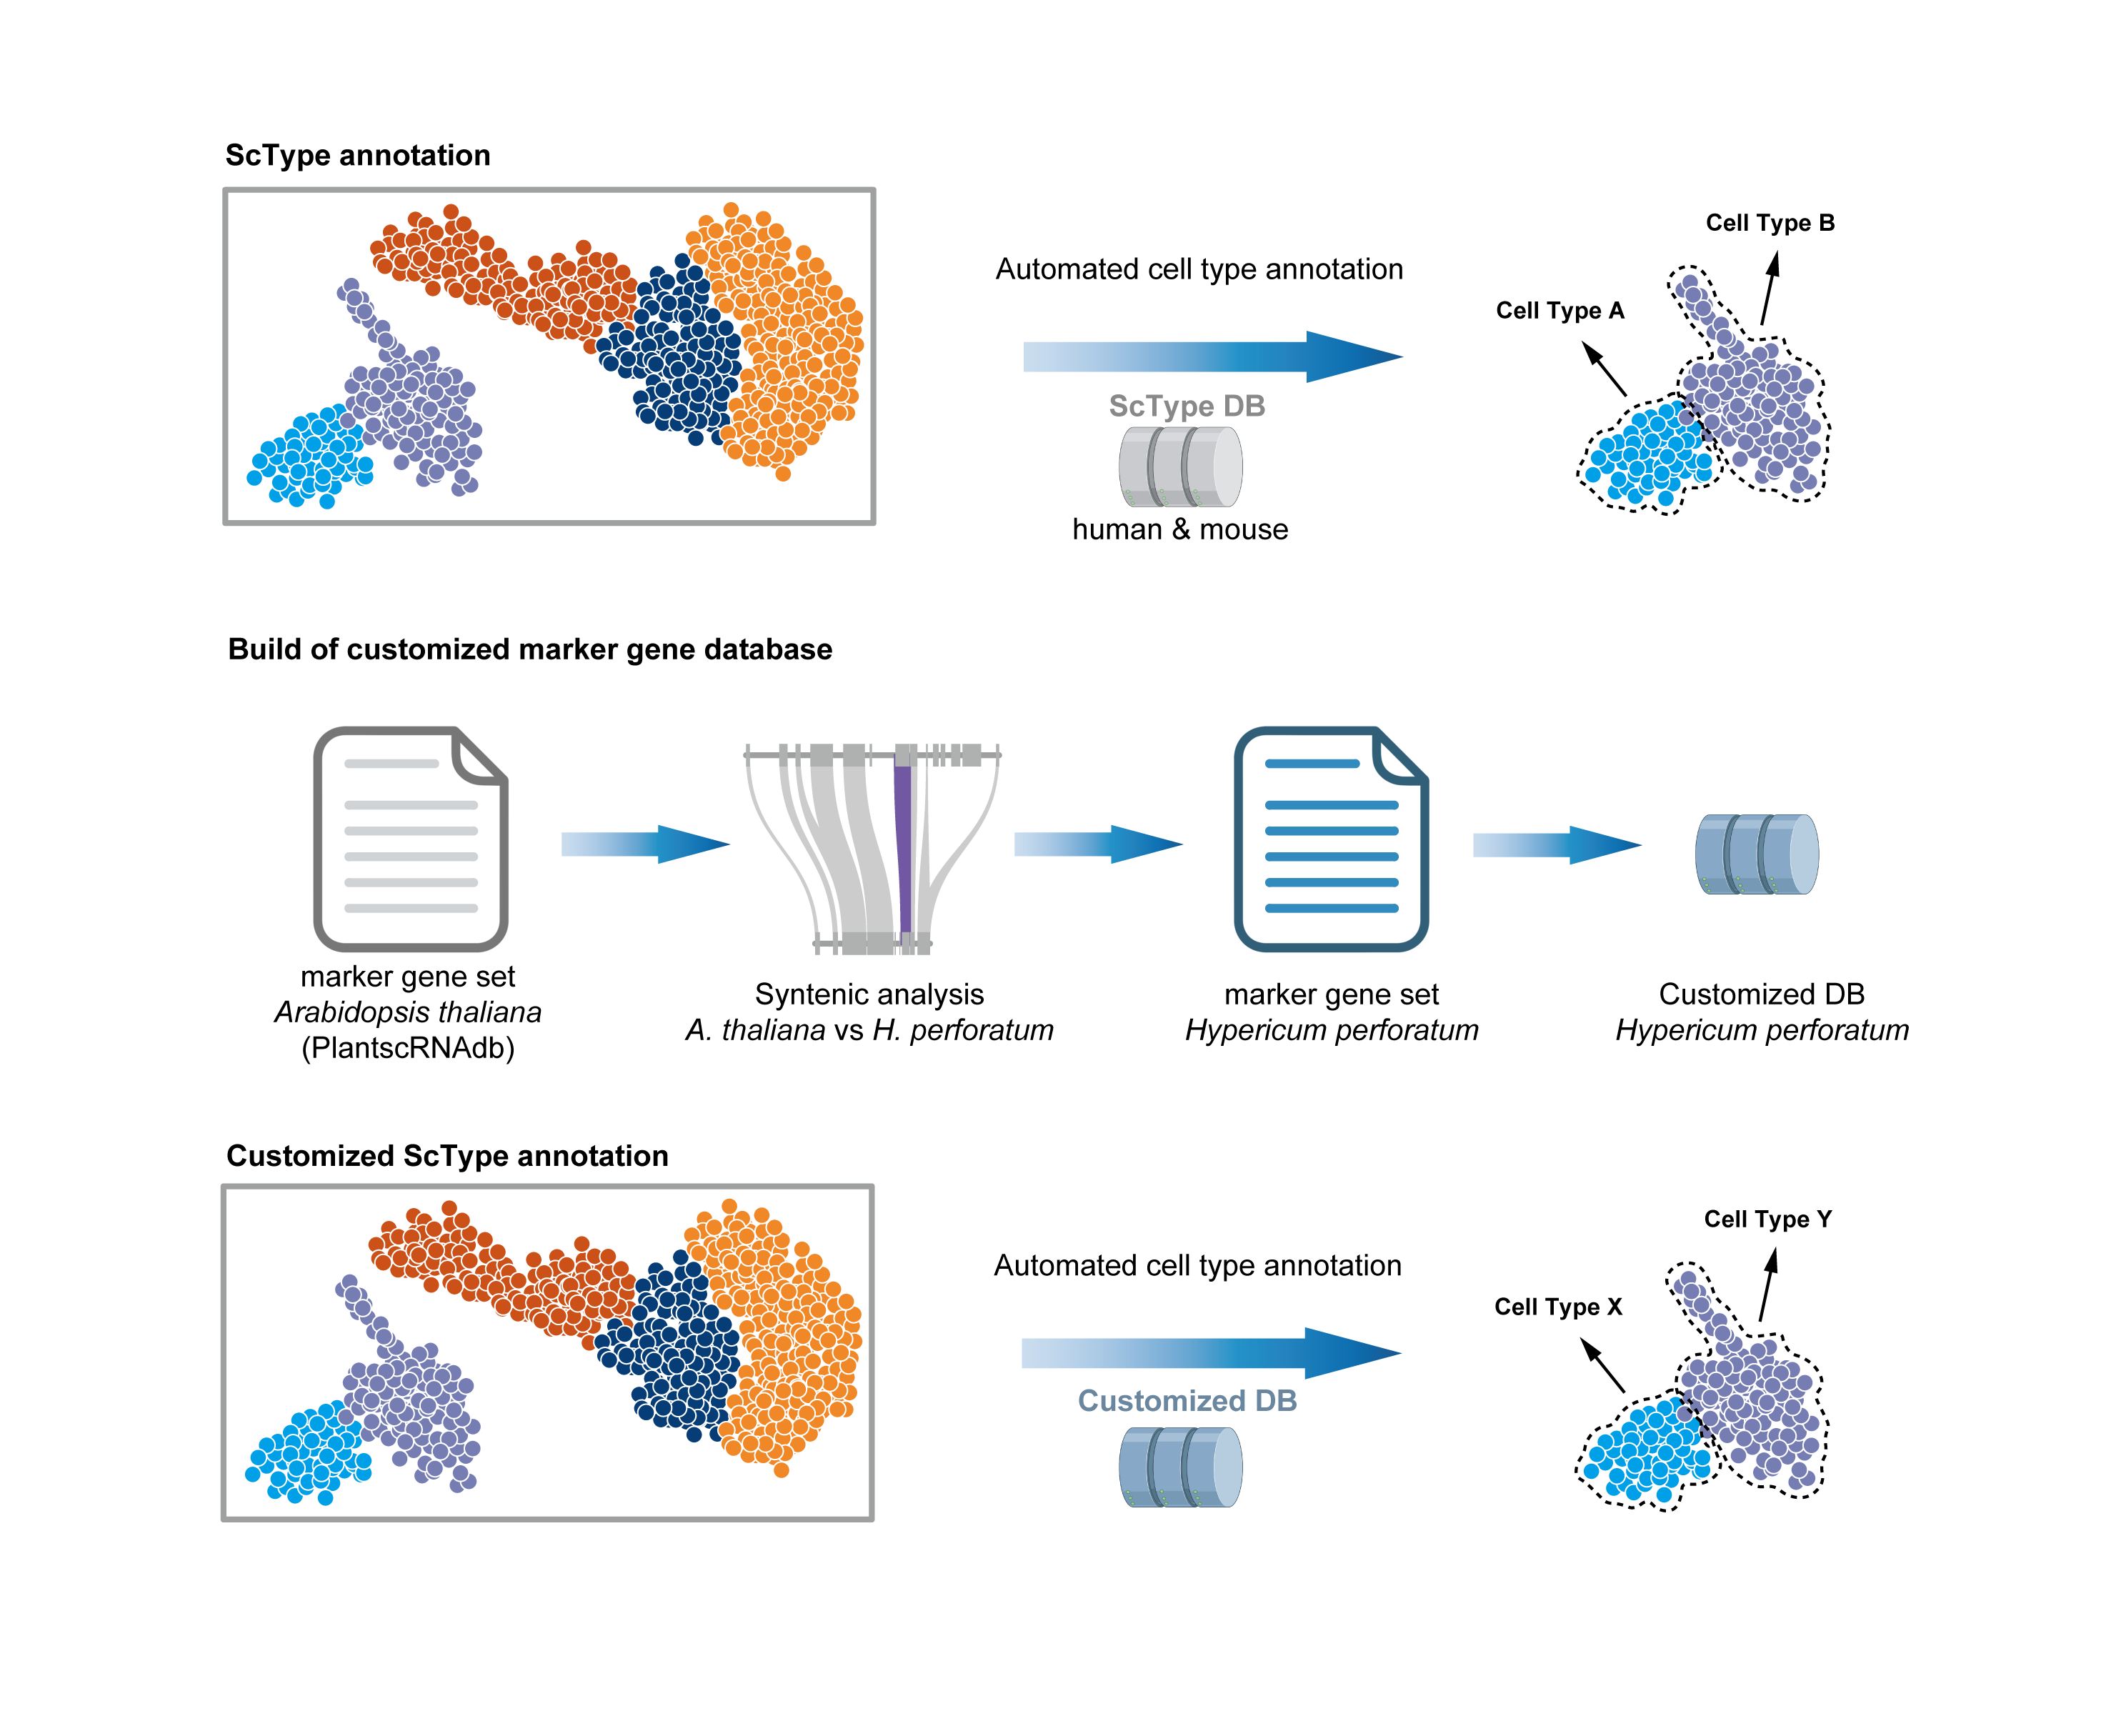 ScType annotation
Automated cell type annotation
ScType DB
human & mouse
Cell Type A
Cell Type B
Build of customized marker gene database
marker gene set
Arabidopsis thaliana
(PlantscRNAdb)
Syntenic analysis
A. thaliana vs H. perforatum
marker gene set
Hypericum perforatum
Customized DB
Hypericum perforatum
Customized ScType annotation
Automated cell type annotation
Customized DB
Cell Type X
Cell Type Y